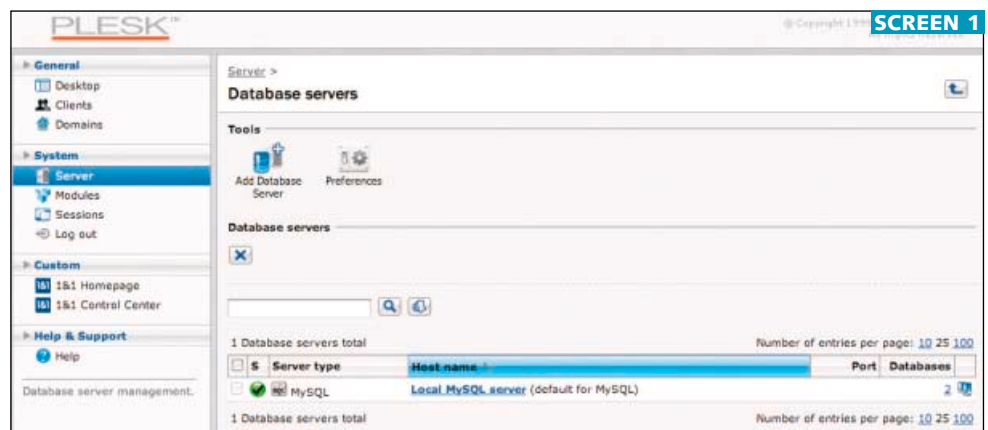 PLESK™
SCREEN 1
General
Desktop
Clients
Domains
System
Server
Modules
Sessions
Log out
Custom
1&1 Homepage
1&1 Control Center
Help & Support
Help
Database server management.
Server >
Database servers
Tools
Add Database Server
Preferences
Database servers
1 Database servers total
Number of entries per page: 10 25 100
S Server type Host name Port Databases
MySQL Local MySQL server (default for MySQL) 2
1 Database servers total
Number of entries per page: 10 25 100